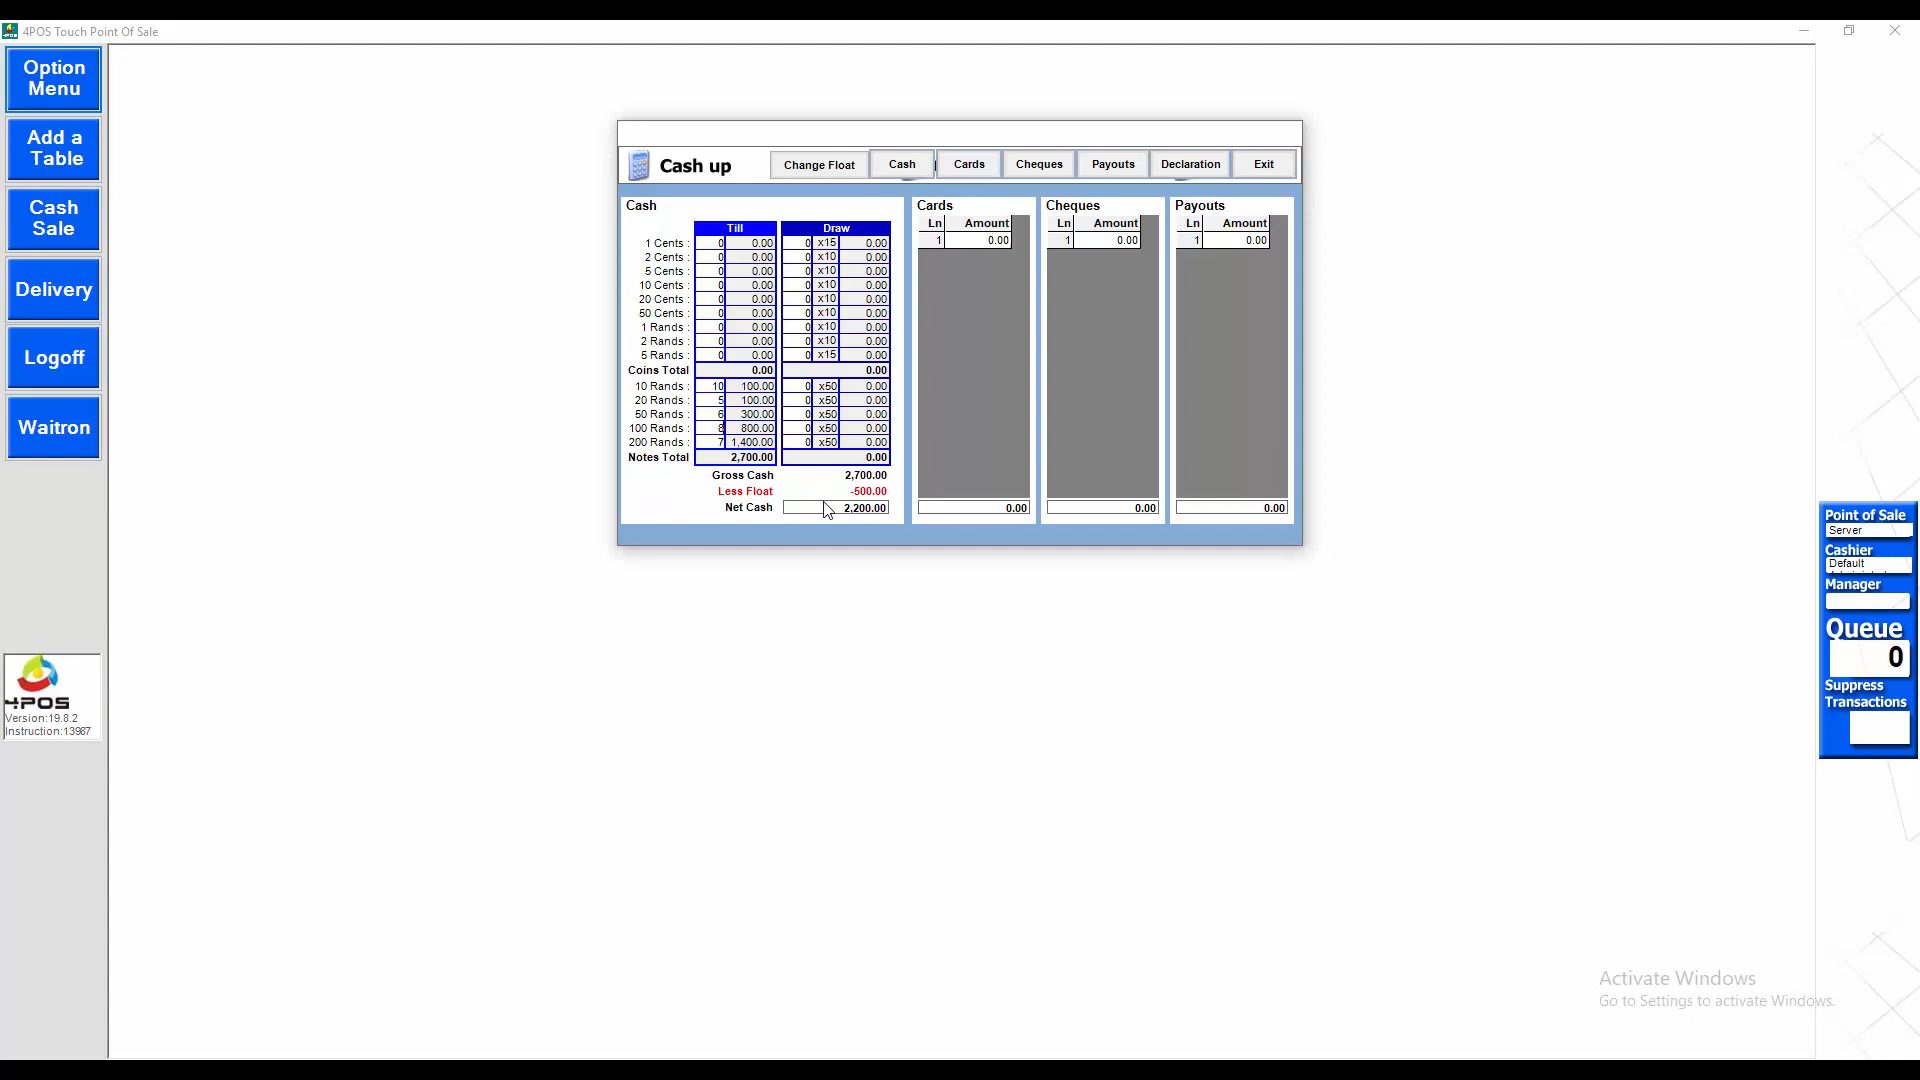 4POS Touch Point Of Sale
Option
Menu
Add a
Table
Cash
Sale
Delivery
Logoff
Waitron
4POS
Version:19.8.2
Instruction:13987
Cash up
Change Float
Cash
Cards
Cheques
Payouts
Declaration
Exit
Cash
Till Draw
1 Cents : 0 0.00 0 x15 0.00
2 Cents : 0 0.00 0 x10 0.00
5 Cents : 0 0.00 0 x10 0.00
10 Cents : 0 0.00 0 x10 0.00
20 Cents : 0 0.00 0 x10 0.00
50 Cents : 0 0.00 0 x10 0.00
1 Rands : 0 0.00 0 x10 0.00
2 Rands : 0 0.00 0 x10 0.00
5 Rands : 0 0.00 0 x15 0.00
Coins Total 0.00 0.00
10 Rands : 10 100.00 0 x50 0.00
20 Rands : 5 100.00 0 x50 0.00
50 Rands : 6 300.00 0 x50 0.00
100 Rands : 8 800.00 0 x50 0.00
200 Rands : 7 1,400.00 0 x50 0.00
Notes Total 2,700.00 0.00
Gross Cash 2,700.00
Less Float -500.00
Net Cash 2,200.00
Cards
Ln Amount
1 0.00
0.00
Cheques
Ln Amount
1 0.00
0.00
Payouts
Ln Amount
1 0.00
0.00
Point of Sale
Server
Cashier
Default
Manager
Queue
0
Suppress
Transactions
Activate Windows
Go to Settings to activate Windows.